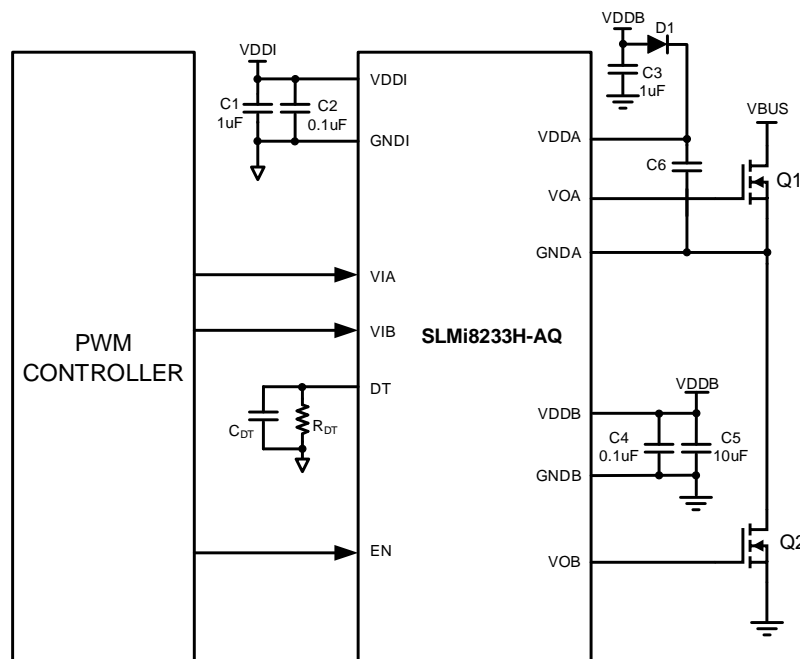 VDDB
D1
VDDI
C3
1uF
C1
1uF
C2
0.1uF
VDDI
GNDI
VBUS
VDDA
C6
Q1
VOA
GNDA
VIA
VIB
SLMi8233H-AQ
PWM
CONTROLLER
DT
CDT
RDT
VDDB
VDDB
C4
0.1uF
C5
10uF
GNDB
Q2
EN
VOB